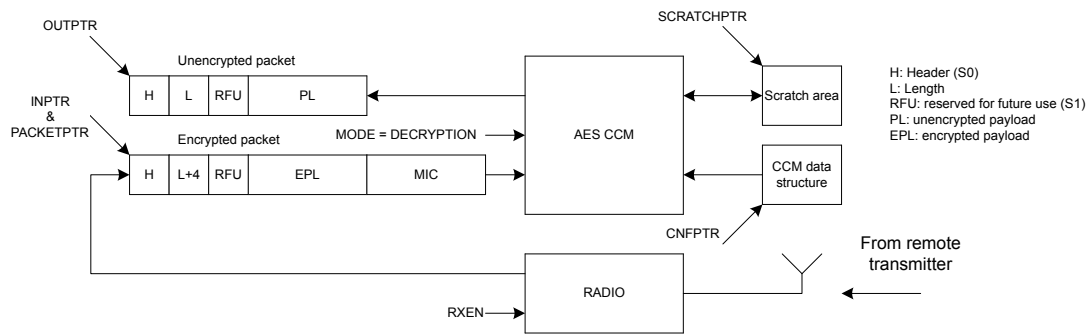 SCRATCHPTR
OUTPTR
Unencrypted packet
H L RFU PL
Scratch area
H: Header (S0)
L: Length
RFU: reserved for future use (S1)
PL: unencrypted payload
EPL: encrypted payload
INPTR
&
PACKETPTR
MODE = DECRYPTION
AES CCM
Encrypted packet
H L+4 RFU EPL MIC
CCM data
structure
CNFPTR
From remote
transmitter
RADIO
RXEN